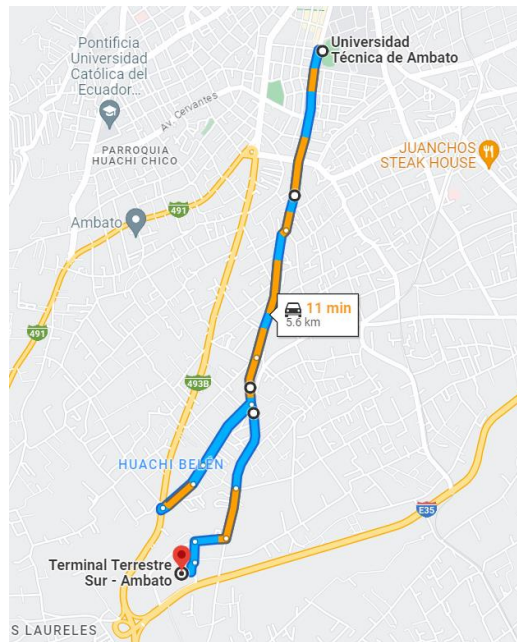 Pontificia
Universidad
Católica del
Ecuador...
Universidad
Técnica de Ambato
Av. Cervantes
PARROQUIA
HUACHI CHICO
JUANCHOS
STEAK HOUSE
491
Ambato
11 min
5.6 km
491
493B
HUACHI BELÉN
E35
Terminal Terrestre
Sur - Ambato
S LAURELES